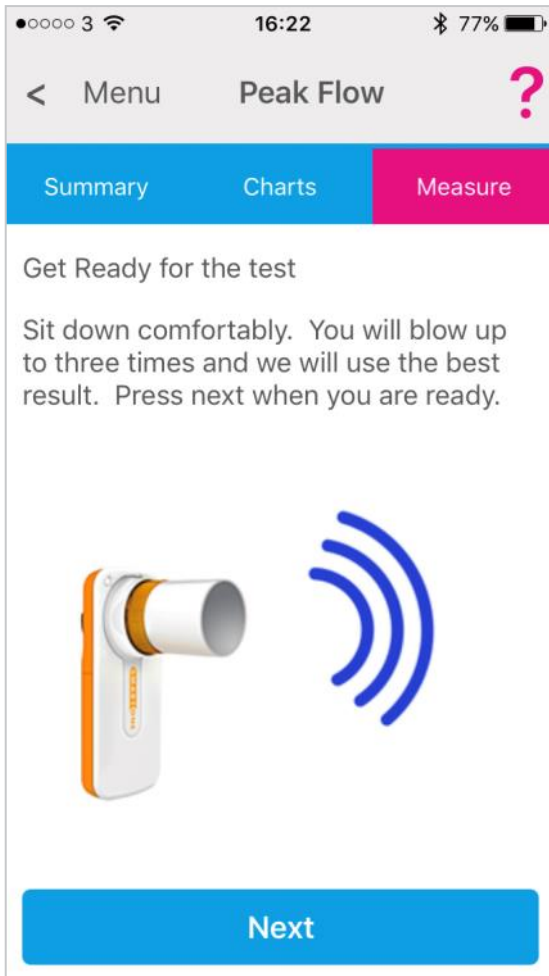 3
16:22
77%
< Menu
Peak Flow
?
Summary
Charts
Measure
Get Ready for the test
Sit down comfortably. You will blow up
to three times and we will use the best
result. Press next when you are ready.
Next